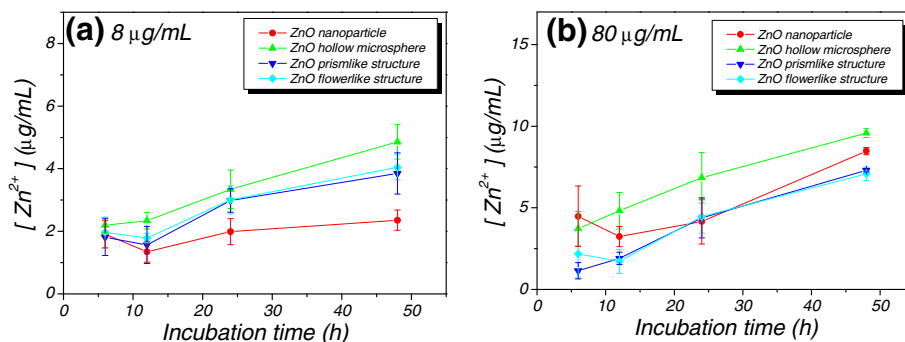 (a) 8 µg/mL
ZnO nanoparticle
ZnO hollow microsphere
ZnO prismlike structure
ZnO flowerlike structure
[ Zn²⁺ ] (µg/mL)
8
6
4
2
0
0 10 20 30 40 50
Incubation time (h)
(b) 80 µg/mL
ZnO nanoparticle
ZnO hollow microsphere
ZnO prismlike structure
ZnO flowerlike structure
[ Zn²⁺ ] (µg/mL)
15
10
5
0
0 10 20 30 40 50
Incubation time (h)